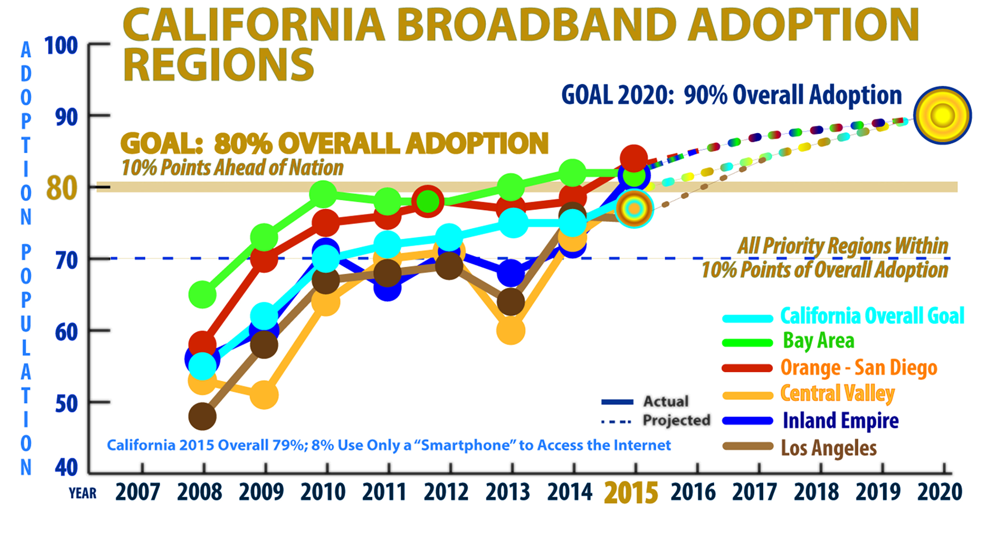 CALIFORNIA BROADBAND ADOPTION
REGIONS
ADOPTION POPULATION
100
90
80
70
60
50
40
GOAL 2020: 90% Overall Adoption
GOAL: 80% OVERALL ADOPTION
10% Points Ahead of Nation
All Priority Regions Within
10% Points of Overall Adoption
California Overall Goal
Bay Area
Orange - San Diego
Central Valley
Inland Empire
Los Angeles
Actual
Projected
California 2015 Overall 79%; 8% Use Only a “Smartphone” to Access the Internet
YEAR 2007 2008 2009 2010 2011 2012 2013 2014 2015 2016 2017 2018 2019 2020